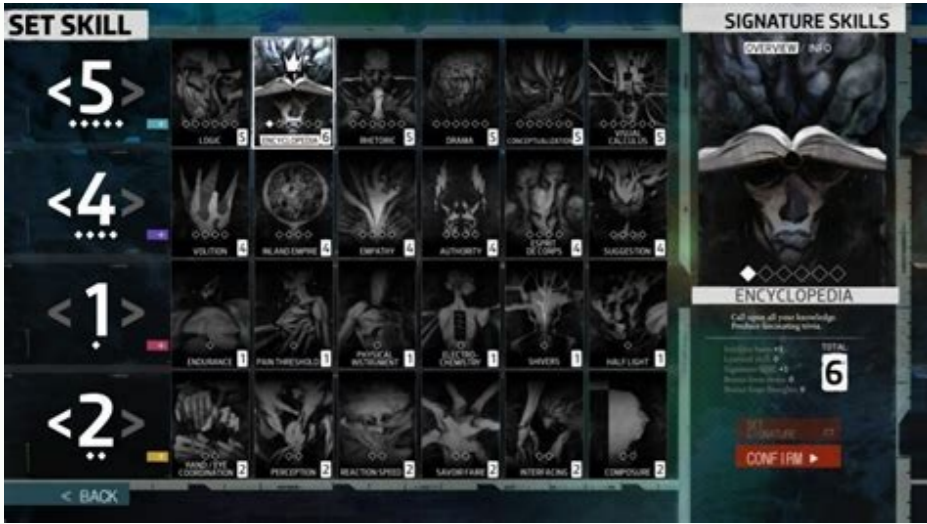 SET SKILL
SIGNATURE SKILLS
OVERVIEW / INFO
<5>
LOGIC 5
ENCYCLOPEDIA 6
RHETORIC 5
DRAMA 5
CONCEPTUALIZATION 5
VISUAL CALCULUS 5
<4>
VOLITION 4
INLAND EMPIRE 4
EMPATHY 4
AUTHORITY 4
ESPRIT DE CORPS 4
SUGGESTION 4
<1>
ENDURANCE 1
PAIN THRESHOLD 1
PHYSICAL INSTRUMENT 1
ELECTRO-CHEMISTRY 1
SHIVERS 1
HALF LIGHT 1
<2>
HAND / EYE COORDINATION 2
PERCEPTION 2
REACTION SPEED 2
SAVOIR FAIRE 2
INTERFACING 2
COMPOSURE 2
< BACK
ENCYCLOPEDIA
Call upon all your knowledge.
Produce fascinating trivia.
TOTAL
6
SET
SIGNATURE
CONFIRM